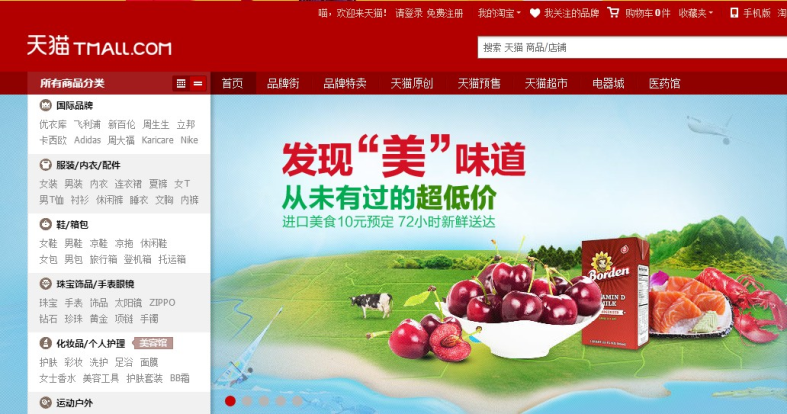 喵，欢迎来天猫! 请登录 免费注册 我的淘宝 我关注的品牌 购物车0件 收藏夹 手机版 淘
天猫 TMALL.COM
搜索 天猫 商品/店铺
所有商品分类 首页 品牌街 品牌特卖 天猫原创 天猫预售 天猫超市 电器城 医药馆
国际品牌
优衣库 飞利浦 新百伦 周生生 立邦
卡西欧 Adidas 周大福 Karicare Nike
服装/内衣/配件
女装 男装 内衣 连衣裙 夏裤 女T
男T恤 衬衫 休闲裤 睡衣 文胸 内裤
鞋/箱包
女鞋 男鞋 凉鞋 凉拖 休闲鞋
女包 男包 旅行箱 登机箱 托运箱
珠宝饰品/手表眼镜
珠宝 手表 饰品 太阳镜 ZIPPO
钻石 珍珠 黄金 项链 手镯
化妆品/个人护理 美容馆
护肤 彩妆 洗护 足浴 面膜
女士香水 美容工具 护肤套装 BB霜
运动户外
发现“美”味道
从未有过的超低价
进口美食10元预定 72小时新鲜送达
Borden
VITAMIN D
MILK